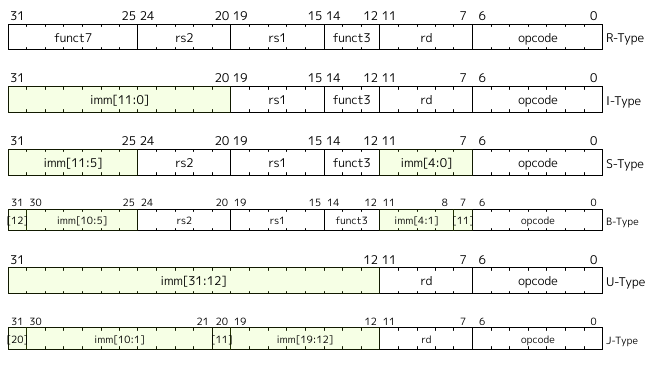 31 25 24 20 19 15 14 12 11 7 6 0
funct7 rs2 rs1 funct3 rd opcode R-Type
31 20 19 15 14 12 11 7 6 0
imm[11:0] rs1 funct3 rd opcode I-Type
31 25 24 20 19 15 14 12 11 7 6 0
imm[11:5] rs2 rs1 funct3 imm[4:0] opcode S-Type
31 30 25 24 20 19 15 14 12 11 8 7 6 0
[12] imm[10:5] rs2 rs1 funct3 imm[4:1] [11] opcode B-Type
31 12 11 7 6 0
imm[31:12] rd opcode U-Type
31 30 21 20 19 12 11 7 6 0
[20] imm[10:1] [11] imm[19:12] rd opcode J-Type